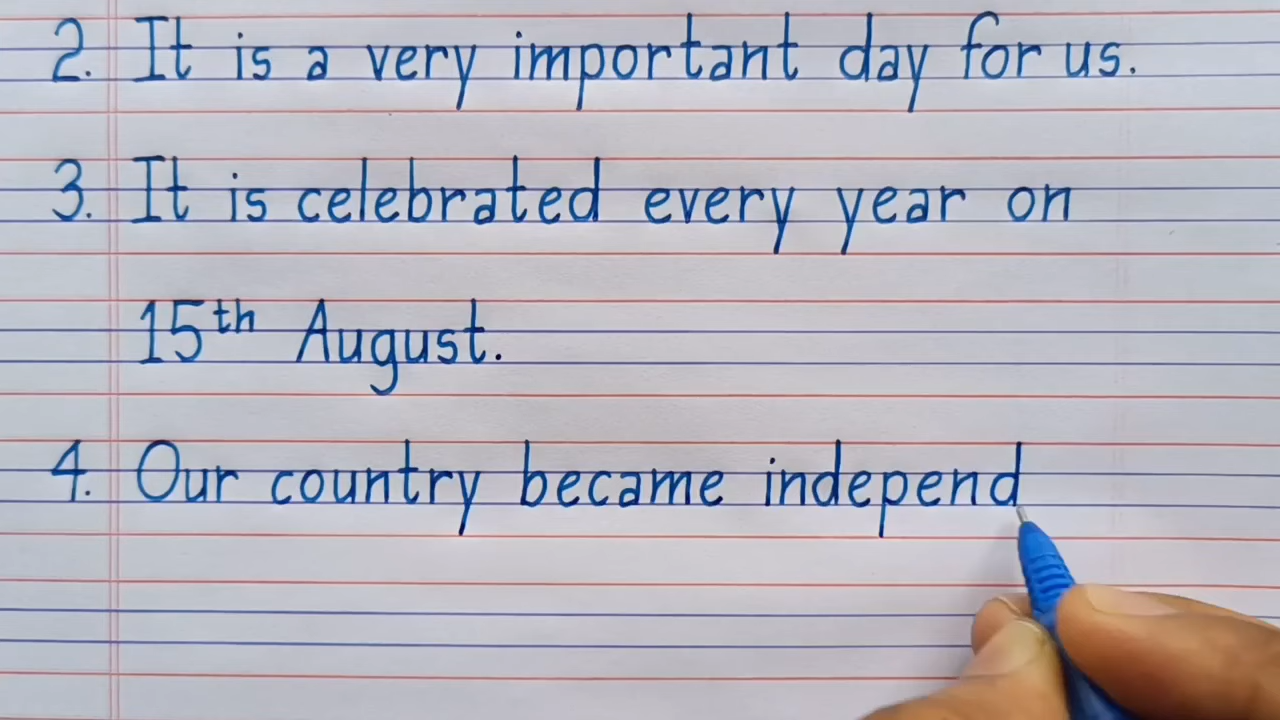 2. It is a very important day for us.
3. It is celebrated every year on
15th August.
4. Our country became independ